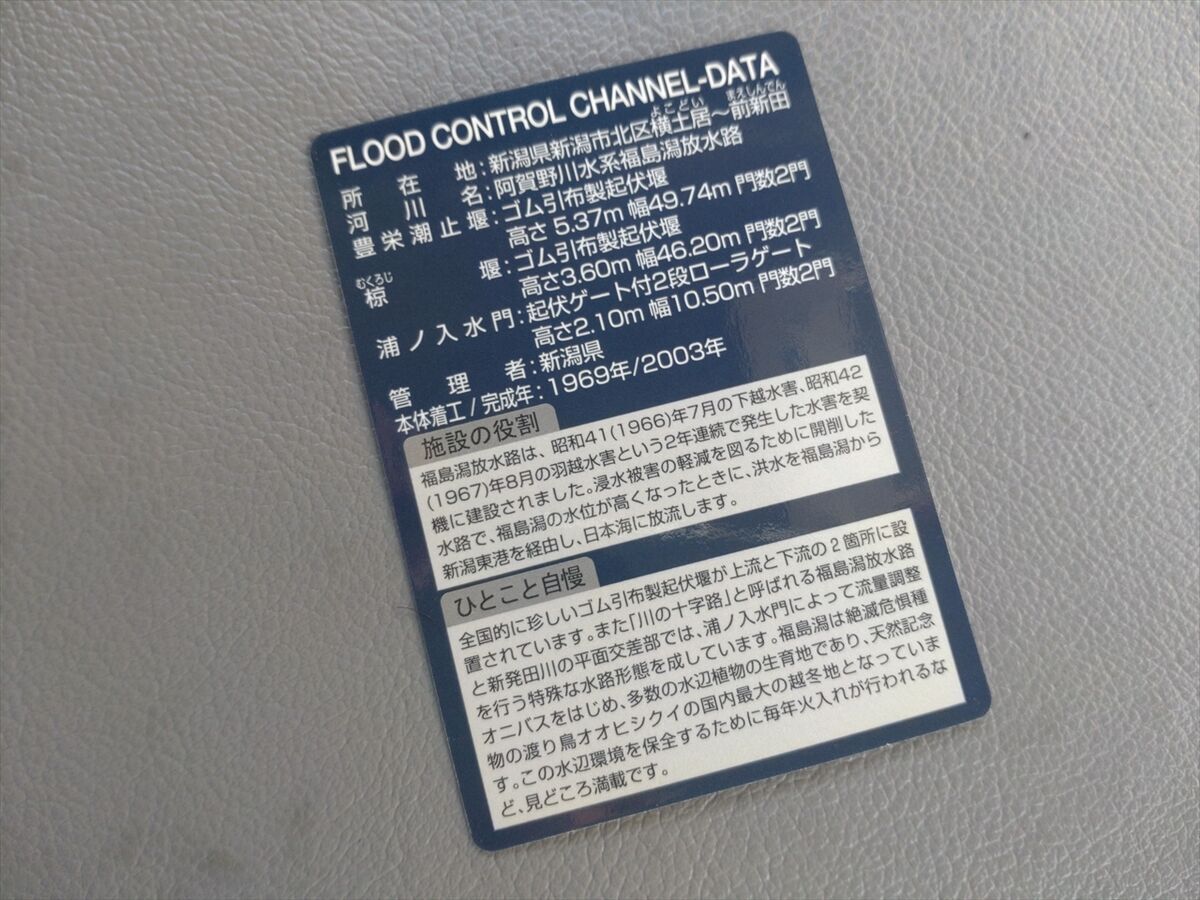 FLOOD CONTROL CHANNEL-DATA
所在地:新潟県新潟市北区横土居～前新田
よこどい まえしんでん
河川名:阿賀野川水系福島潟放水路
豊栄潮止堰:ゴム引布製起伏堰
高さ 5.37m 幅49.74m 門数2門
むくろじ
椋堰:ゴム引布製起伏堰
高さ3.60m 幅46.20m 門数2門
浦ノ入水門:起伏ゲート付2段ローラゲート
高さ2.10m 幅10.50m 門数2門
管理者:新潟県
本体着工/完成年:1969年/2003年
施設の役割
福島潟放水路は、昭和41(1966)年7月の下越水害、昭和42
(1967)年8月の羽越水害という2年連続で発生した水害を契
機に建設されました。浸水被害の軽減を図るために開削した
水路で、福島潟の水位が高くなったときに、洪水を福島潟から
新潟東港を経由し、日本海に放流します。
ひとこと自慢
全国的に珍しいゴム引布製起伏堰が上流と下流の2箇所に設
置されています。また「川の十字路」と呼ばれる福島潟放水路
と新発田川の平面交差部では、浦ノ入水門によって流量調整
を行う特殊な水路形態を成しています。福島潟は絶滅危惧種
オニバスをはじめ、多数の水辺植物の生育地であり、天然記念
物の渡り鳥オオヒシクイの国内最大の越冬地となっていま
す。この水辺環境を保全するために毎年火入れが行われるな
ど、見どころ満載です。